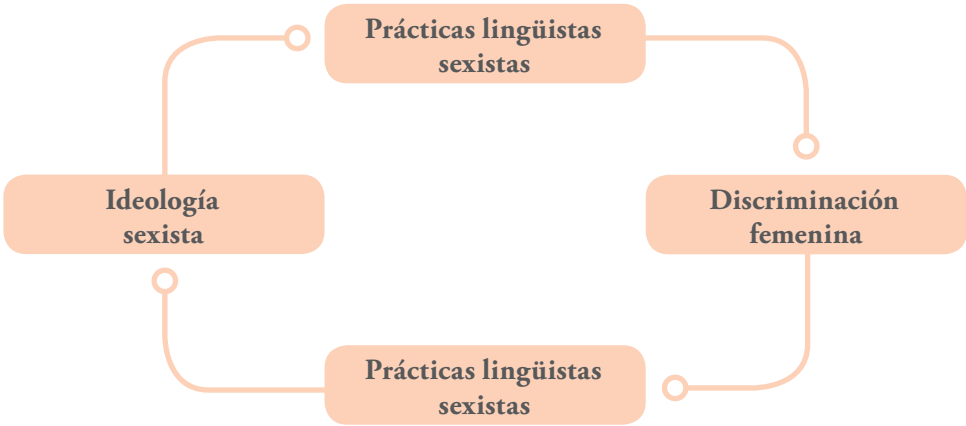 Prácticas lingüistas
sexistas
Ideología
sexista
Discriminación
femenina
Prácticas lingüistas
sexistas